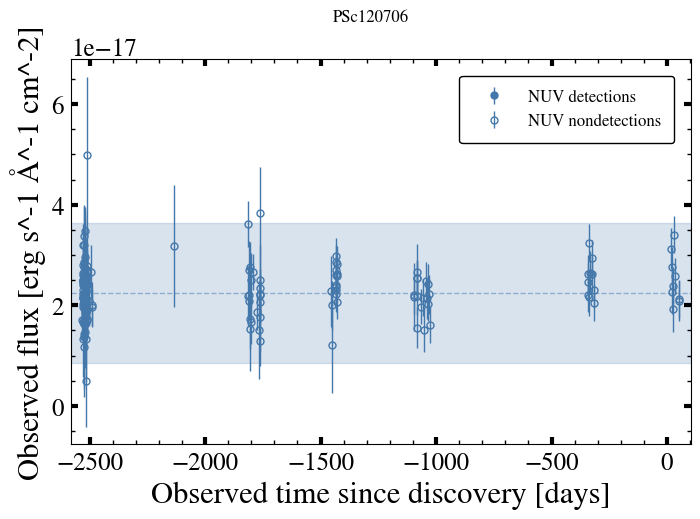 PSc120706
1e−17
NUV detections
NUV nondetections
6
4
2
0
Observed flux [erg s^-1 Å^-1 cm^-2]
−2500 −2000 −1500 −1000 −500 0
Observed time since discovery [days]